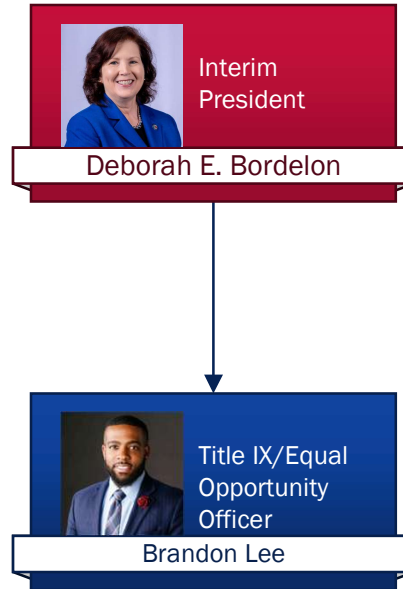 Interim
President
Deborah E. Bordelon
Title IX/Equal
Opportunity
Officer
Brandon Lee